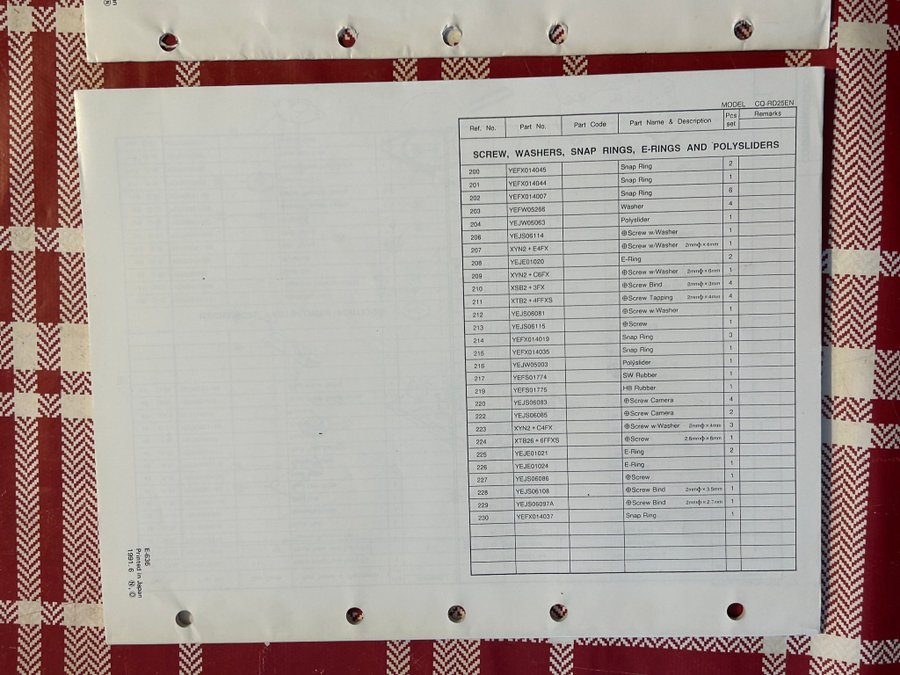 MODEL CQ-RD25EN
Ref. No. Part No. Part Code Part Name & Description Pcs set Remarks
SCREW, WASHERS, SNAP RINGS, E-RINGS AND POLYSLIDERS
200 YEFX014045 Snap Ring 2
201 YEFX014044 Snap Ring 1
202 YEFX014007 Snap Ring 6
203 YEFW05266 Washer 4
204 YEJW05063 Polyslider 1
206 YEJS06114 ⊕Screw w-Washer 1
207 XYN2+E4FX ⊕Screw w-Washer 2mmϕ×4mm 1
208 YEJE01020 E-Ring 2
209 XYN2+C6FX ⊕Screw w-Washer 2mmϕ×6mm 1
210 XSB2+3FX ⊕Screw Bind 2mmϕ×3mm 4
211 XTB2+4FFXS ⊕Screw Tapping 2mmϕ×4mm 4
212 YEJS06081 ⊕Screw w-Washer 1
213 YEJS06115 ⊕Screw 1
214 YEFX014019 Snap Ring 3
215 YEFX014035 Snap Ring 1
216 YEJW05003 Polyslider 1
217 YEFS01774 SW Rubber 1
219 YEFS01775 HB Rubber 1
220 YEJS06083 ⊕Screw Camera 4
222 YEJS06085 ⊕Screw Camera 2
223 XYN2+C4FX ⊕Screw w-Washer 2mmϕ×4mm 3
224 XTB26+6FFXS ⊕Screw 2.6mmϕ×6mm 1
225 YEJE01021 E-Ring 2
226 YEJE01024 E-Ring 1
227 YEJS06086 ⊕Screw 1
228 YEJS06108 ⊕Screw Bind 2mmϕ×3.5mm 1
229 YEJS06097A ⊕Screw Bind 2mmϕ×2.7mm 1
230 YEFX014037 Snap Ring 1
E-636
Printed in Japan
1991. 6 Ⓝ. Ⓒ